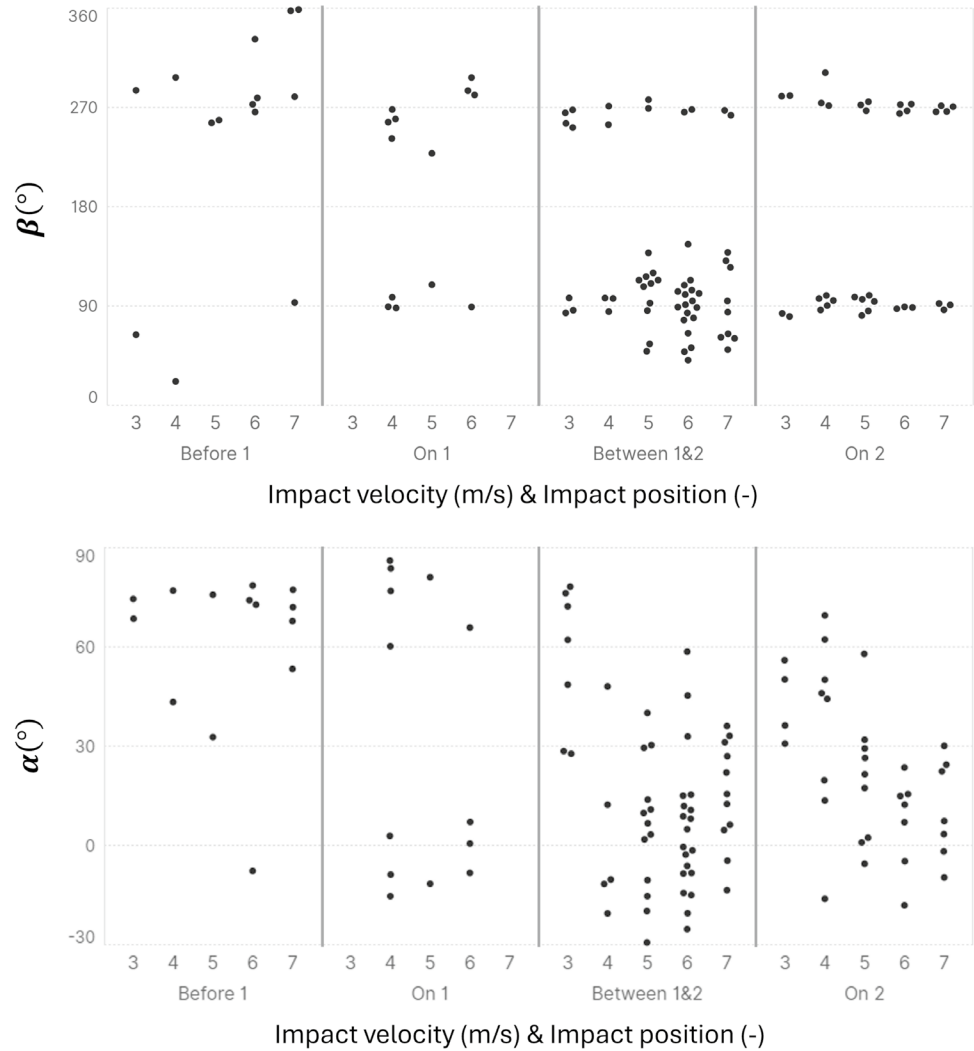 360
270
180
90
0
β(°)
3 4 5 6 7 3 4 5 6 7 3 4 5 6 7 3 4 5 6 7
Before 1 On 1 Between 1&2 On 2
Impact velocity (m/s) & Impact position (-)
90
60
30
0
-30
α(°)
3 4 5 6 7 3 4 5 6 7 3 4 5 6 7 3 4 5 6 7
Before 1 On 1 Between 1&2 On 2
Impact velocity (m/s) & Impact position (-)